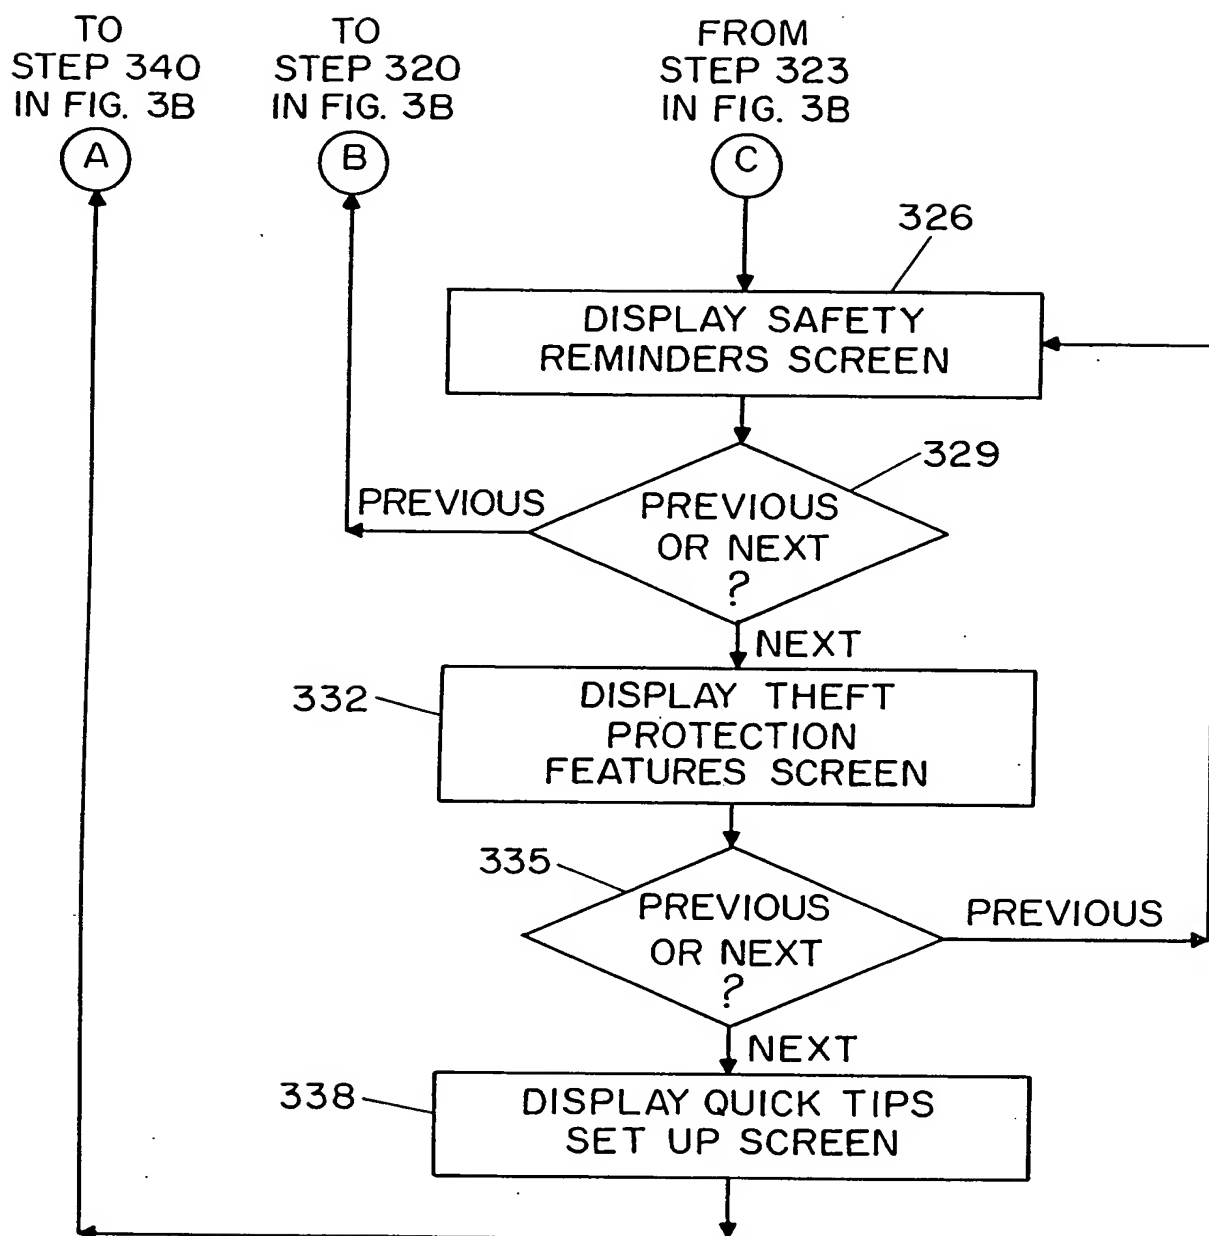 TO
STEP 340
IN FIG. 3B
A
TO
STEP 320
IN FIG. 3B
B
FROM
STEP 323
IN FIG. 3B
C
326
DISPLAY SAFETY
REMINDERS SCREEN
329
PREVIOUS
PREVIOUS
OR NEXT
?
NEXT
332
DISPLAY THEFT
PROTECTION
FEATURES SCREEN
335
PREVIOUS
OR NEXT
?
PREVIOUS
NEXT
338
DISPLAY QUICK TIPS
SET UP SCREEN